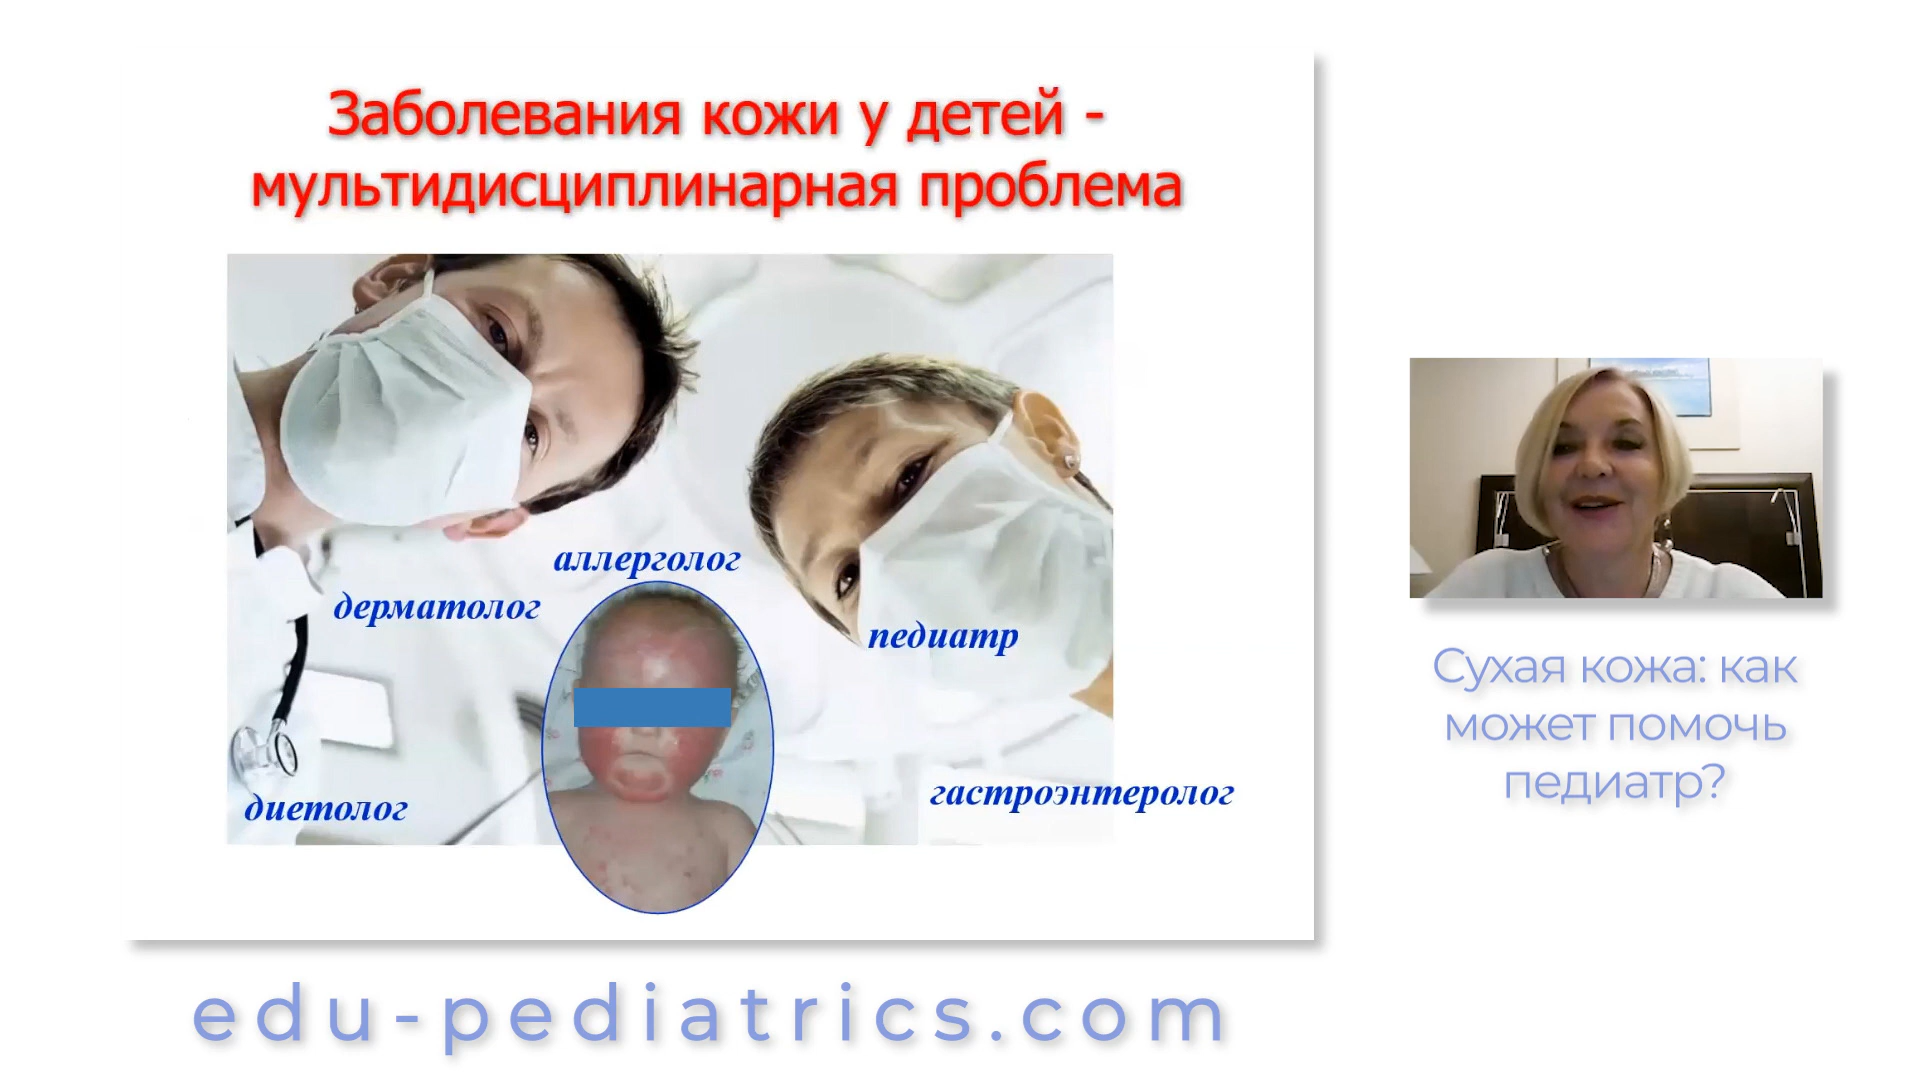 Заболевания кожи у детей -
мультидисциплинарная проблема
аллерголог
дерматолог
педиатр
диетолог
гастроэнтеролог
Сухая кожа: как
может помочь
педиатр?
edu-pediatrics.com